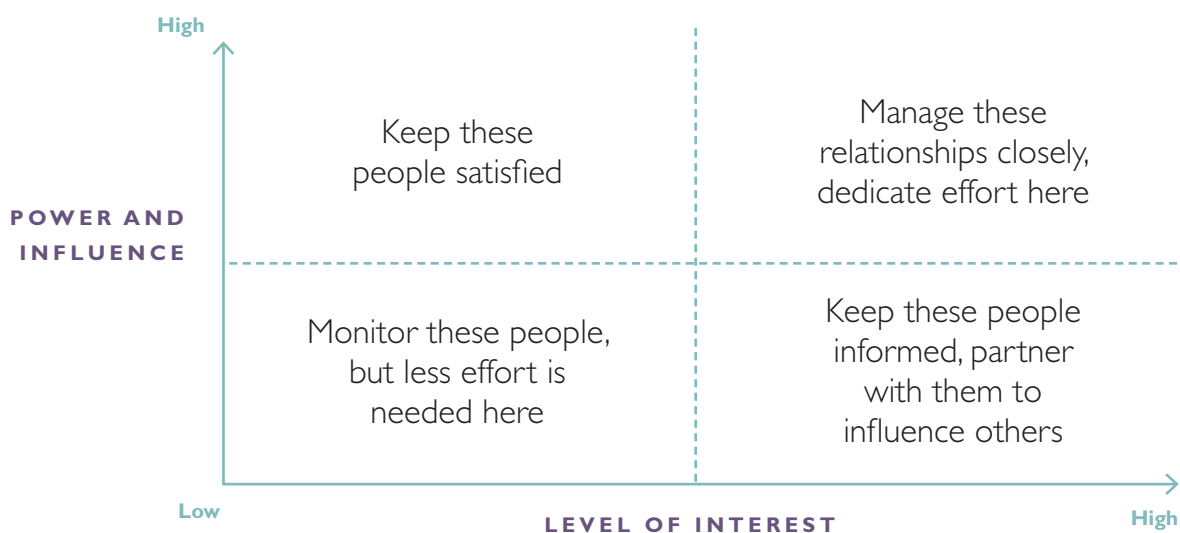 High
Keep these
people satisfied
Manage these
relationships closely,
dedicate effort here
POWER AND
INFLUENCE
Monitor these people,
but less effort is
needed here
Keep these people
informed, partner
with them to
influence others
Low
LEVEL OF INTEREST
High